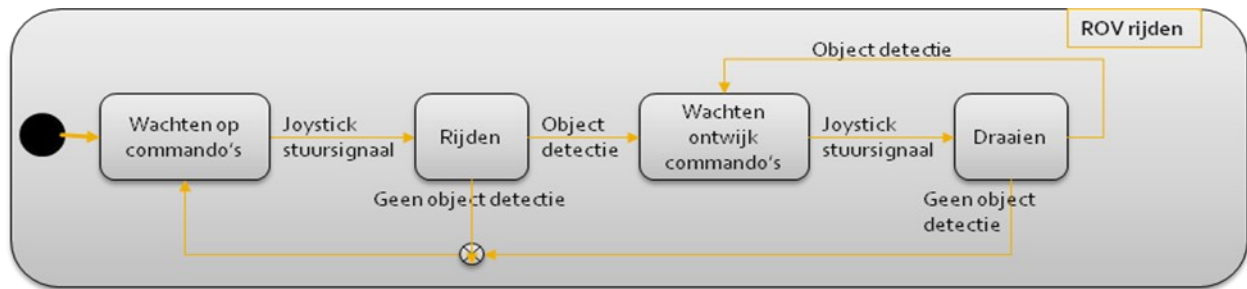 ROV rijden
Object detectie
Wachten op
commando's
Joystick
stuursignaal
Rijden
Object
detectie
Wachten
ontwijk
commando's
Joystick
stuursignaal
Draaien
Geen object detectie
Geen object
detectie